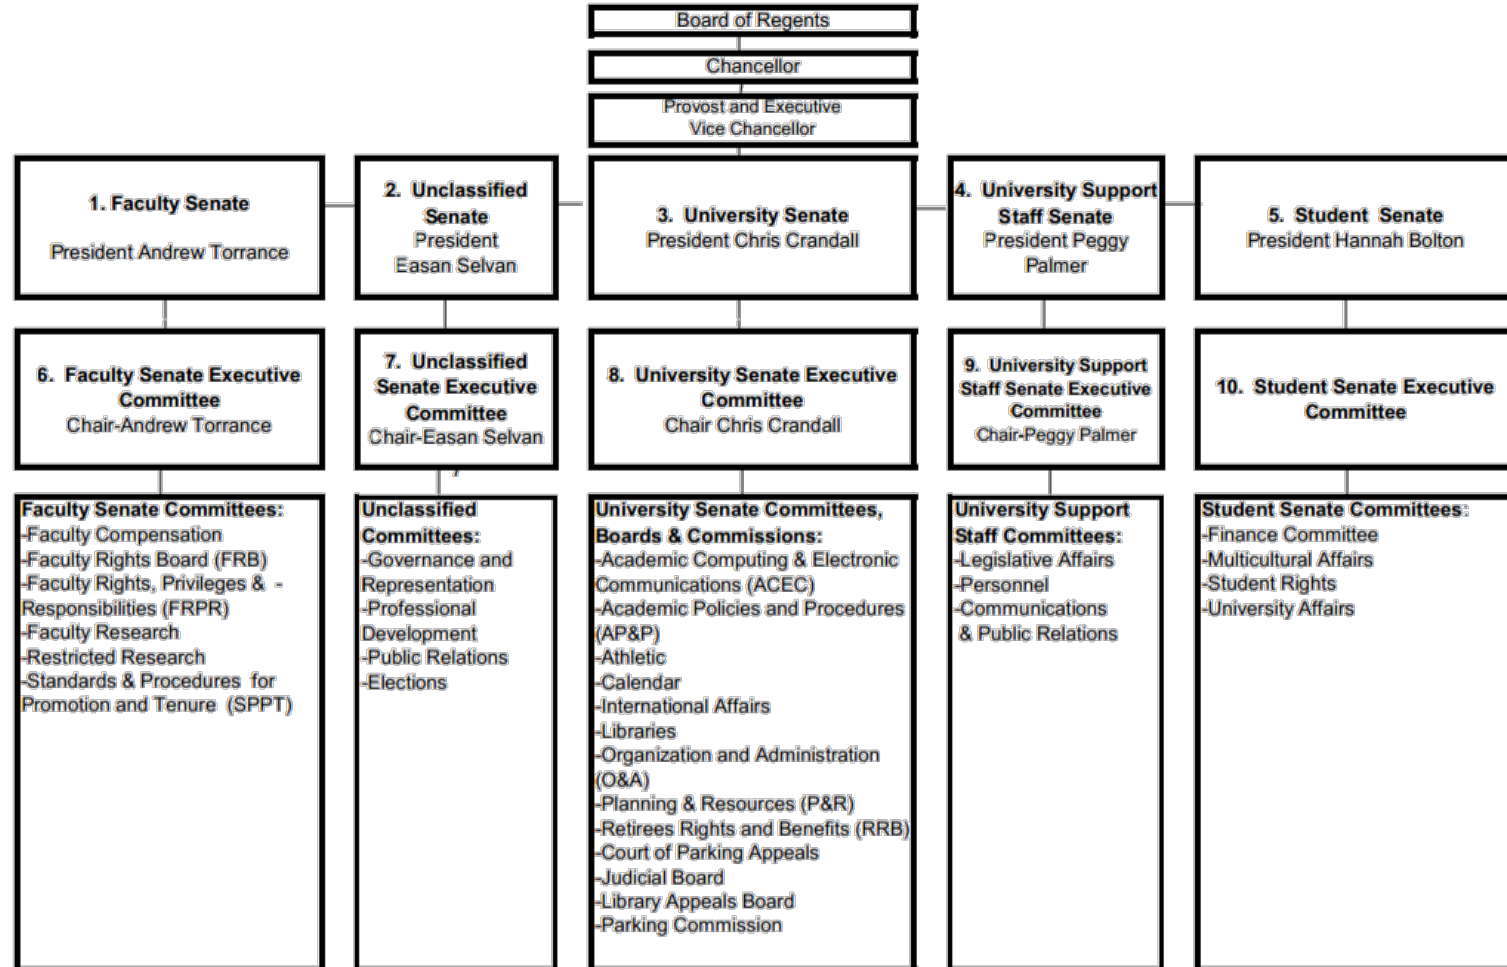 Board of Regents
Chancellor
Provost and Executive
Vice Chancellor
1. Faculty Senate
President Andrew Torrance
2. Unclassified
Senate
President
Easan Selvan
3. University Senate
President Chris Crandall
4. University Support
Staff Senate
President Peggy
Palmer
5. Student Senate
President Hannah Bolton
6. Faculty Senate Executive
Committee
Chair-Andrew Torrance
7. Unclassified
Senate Executive
Committee
Chair-Easan Selvan
8. University Senate Executive
Committee
Chair Chris Crandall
9. University Support
Staff Senate Executive
Committee
Chair-Peggy Palmer
10. Student Senate Executive
Committee
Faculty Senate Committees:
-Faculty Compensation
-Faculty Rights Board (FRB)
-Faculty Rights, Privileges & -
Responsibilities (FRPR)
-Faculty Research
-Restricted Research
-Standards & Procedures for
Promotion and Tenure (SPPT)
Unclassified
Committees:
-Governance and
Representation
-Professional
Development
-Public Relations
-Elections
University Senate Committees,
Boards & Commissions:
-Academic Computing & Electronic
Communications (ACEC)
-Academic Policies and Procedures
(AP&P)
-Athletic
-Calendar
-International Affairs
-Libraries
-Organization and Administration
(O&A)
-Planning & Resources (P&R)
-Retirees Rights and Benefits (RRB)
-Court of Parking Appeals
-Judicial Board
-Library Appeals Board
-Parking Commission
University Support
Staff Committees:
-Legislative Affairs
-Personnel
-Communications
& Public Relations
Student Senate Committees:
-Finance Committee
-Multicultural Affairs
-Student Rights
-University Affairs